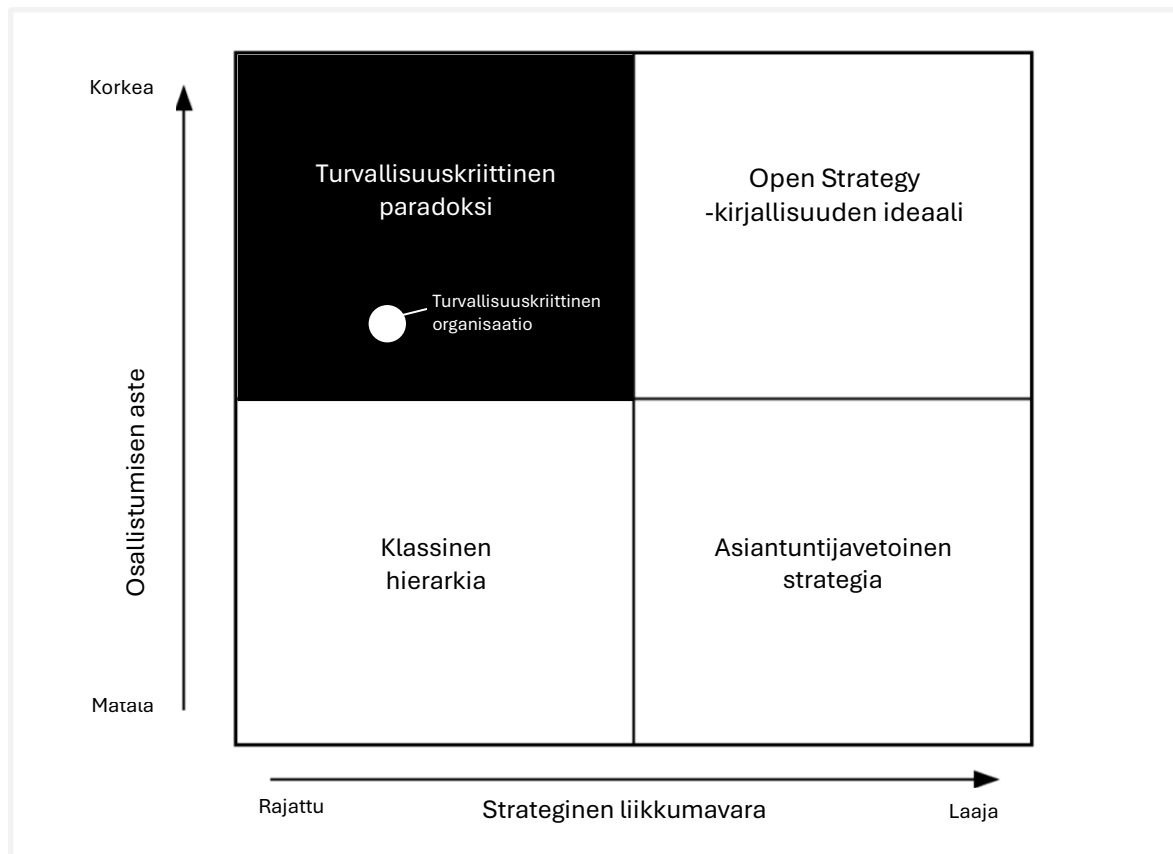 Korkea
Turvallisuuskriittinen
paradoksi
Open Strategy
-kirjallisuuden ideaali
Turvallisuuskriittinen
organisaatio
Osallistumisen aste
Klassinen
hierarkia
Asiantuntijavetoinen
strategia
Matala
Rajattu
Strateginen liikkumavara
Laaja